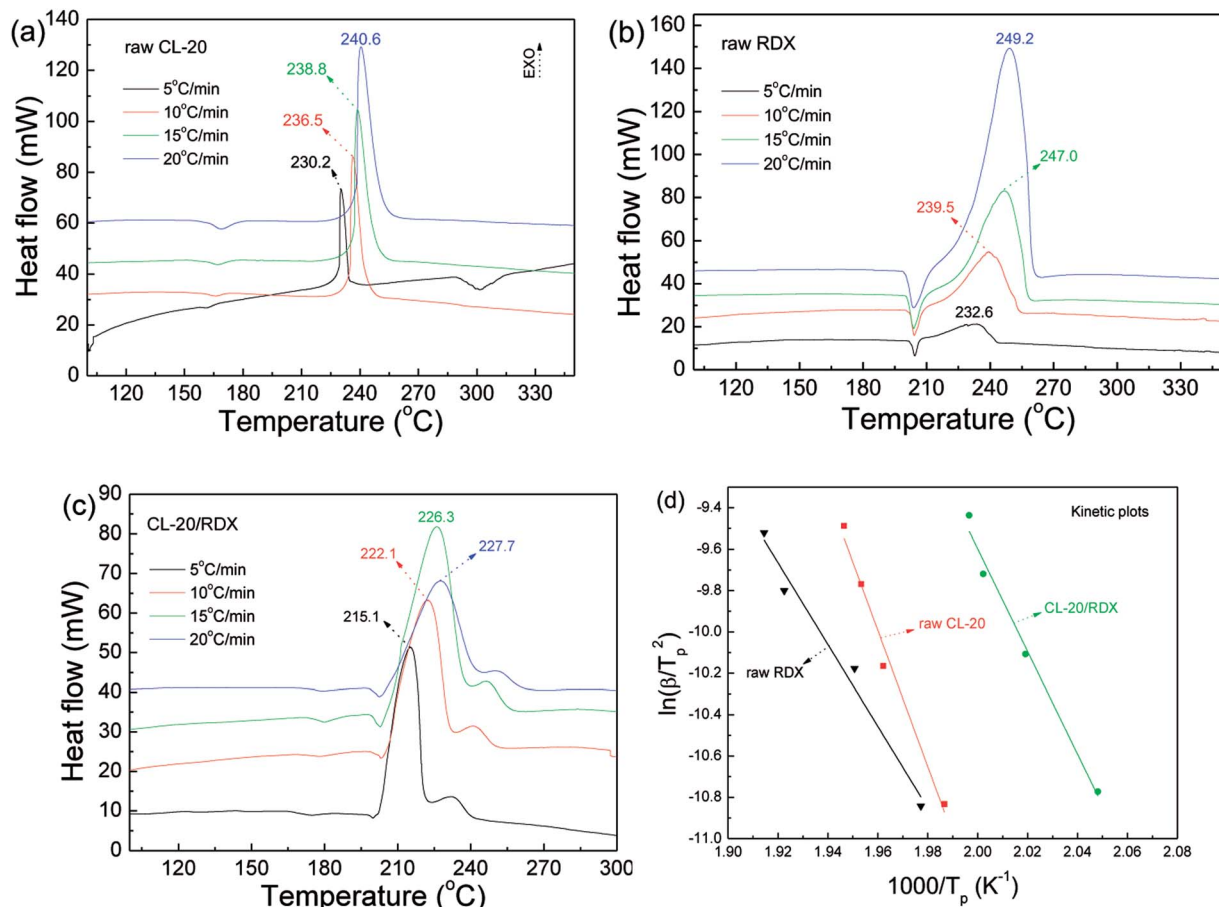 (a)
raw CL-20
EXO
5°C/min
10°C/min
15°C/min
20°C/min
230.2
236.5
238.8
240.6
140
120
100
80
60
40
20
0
Heat flow (mW)
120 150 180 210 240 270 300 330
Temperature (°C)
(b)
raw RDX
5°C/min
10°C/min
15°C/min
20°C/min
232.6
239.5
247.0
249.2
160
140
120
100
80
60
40
20
0
Heat flow (mW)
120 150 180 210 240 270 300 330
Temperature (°C)
(c)
CL-20/RDX
5°C/min
10°C/min
15°C/min
20°C/min
215.1
222.1
226.3
227.7
90
80
70
60
50
40
30
20
10
0
Heat flow (mW)
120 150 180 210 240 270 300
Temperature (°C)
(d)
Kinetic plots
raw RDX
raw CL-20
CL-20/RDX
-9.4
-9.6
-9.8
-10.0
-10.2
-10.4
-10.6
-10.8
-11.0
ln(β/Tp²)
1.90 1.92 1.94 1.96 1.98 2.00 2.02 2.04 2.06 2.08
1000/Tp (K⁻¹)